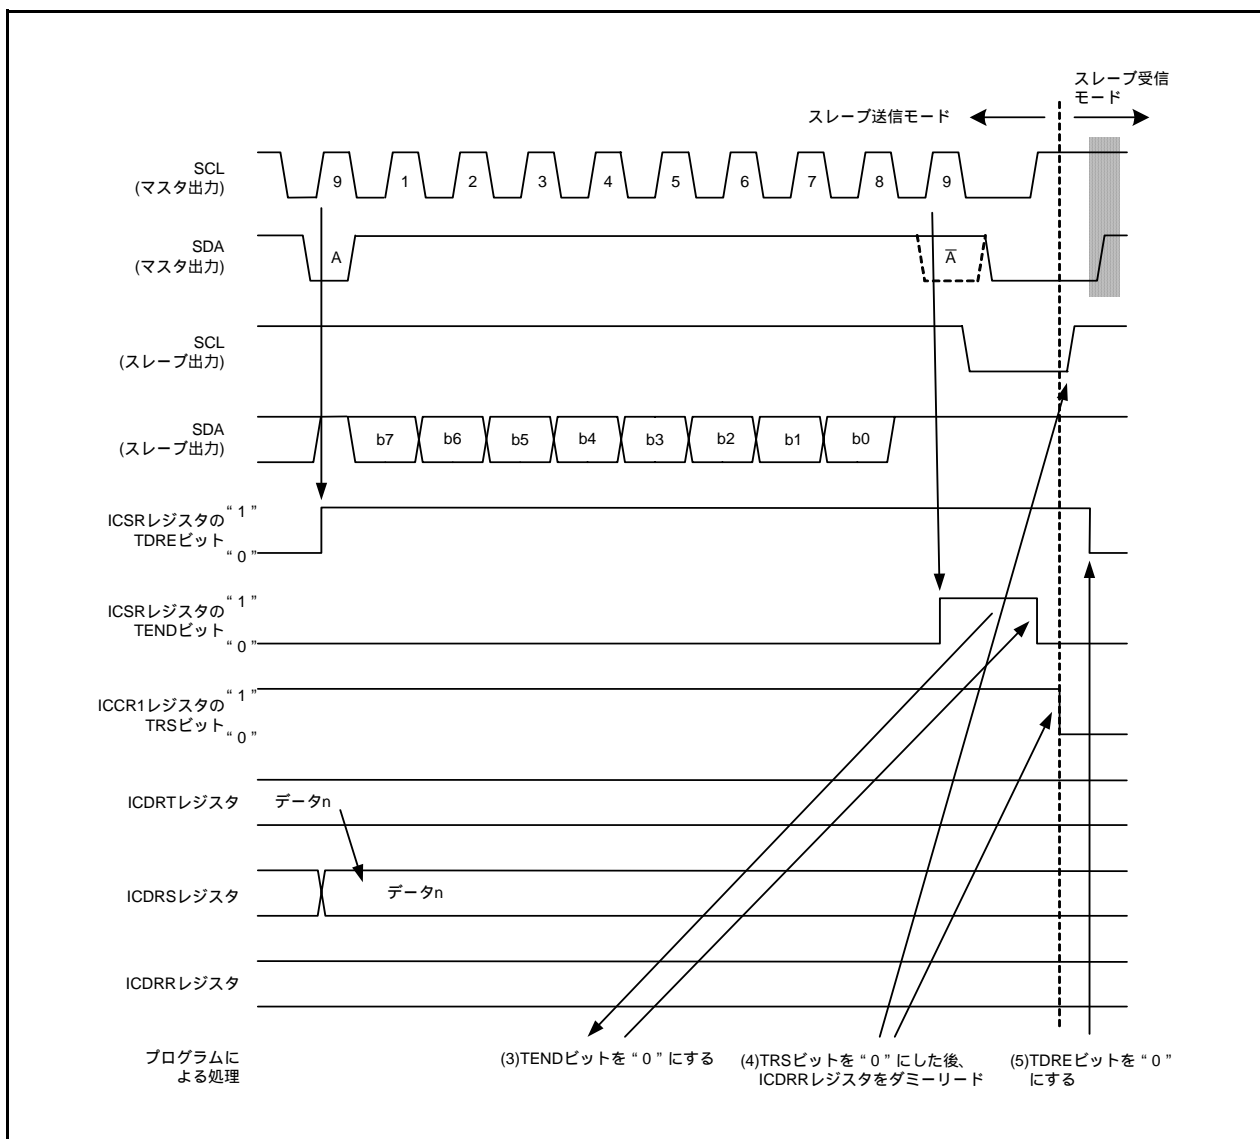 スレーブ受信
モード
スレーブ送信モード
SCL
(マスタ出力)
9 1 2 3 4 5 6 7 8 9
SDA
(マスタ出力)
A A̅
SCL
(スレーブ出力)
SDA
(スレーブ出力)
b7 b6 b5 b4 b3 b2 b1 b0
ICSRレジスタの
TDREビット
“ 1 ”
“ 0 ”
ICSRレジスタの
TENDビット
“ 1 ”
“ 0 ”
ICCR1レジスタの
TRSビット
“ 1 ”
“ 0 ”
ICDRTレジスタ
データn
ICDRSレジスタ
データn
ICDRRレジスタ
プログラムに
よる処理
(3)TENDビットを“ 0 ”にする
(4)TRSビットを“ 0 ”にした後、
ICDRRレジスタをダミーリード
(5)TDREビットを“ 0 ”
にする